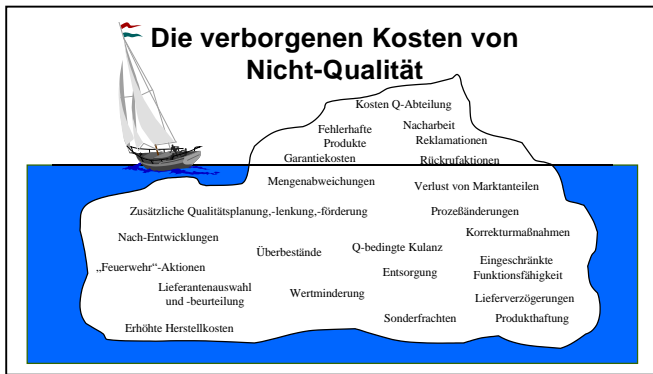 Die verborgenen Kosten von
Nicht-Qualität
Kosten Q-Abteilung
Fehlerhafte
Produkte
Nacharbeit
Reklamationen
Garantiekosten
Rückrufaktionen
Mengenabweichungen
Verlust von Marktanteilen
Zusätzliche Qualitätsplanung,-lenkung,-förderung
Prozeßänderungen
Nach-Entwicklungen
Korrekturmaßnahmen
Überbestände
Q-bedingte Kulanz
„Feuerwehr“-Aktionen
Entsorgung
Eingeschränkte
Funktionsfähigkeit
Lieferantenauswahl
und -beurteilung
Wertminderung
Lieferverzögerungen
Erhöhte Herstellkosten
Sonderfrachten
Produkthaftung